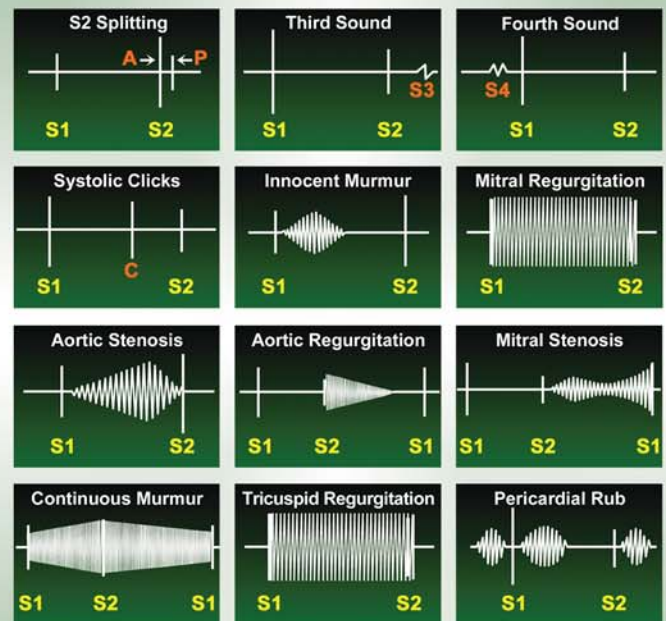 S2 Splitting
A → ← P
S1 S2
Third Sound
S3
S1 S2
Fourth Sound
S4
S1 S2
Systolic Clicks
C
S1 S2
Innocent Murmur
S1 S2
Mitral Regurgitation
S1 S2
Aortic Stenosis
S1 S2
Aortic Regurgitation
S1 S2 S1
Mitral Stenosis
S1 S2 S1
Continuous Murmur
S1 S2 S1
Tricuspid Regurgitation
S1 S2
Pericardial Rub
S1 S2